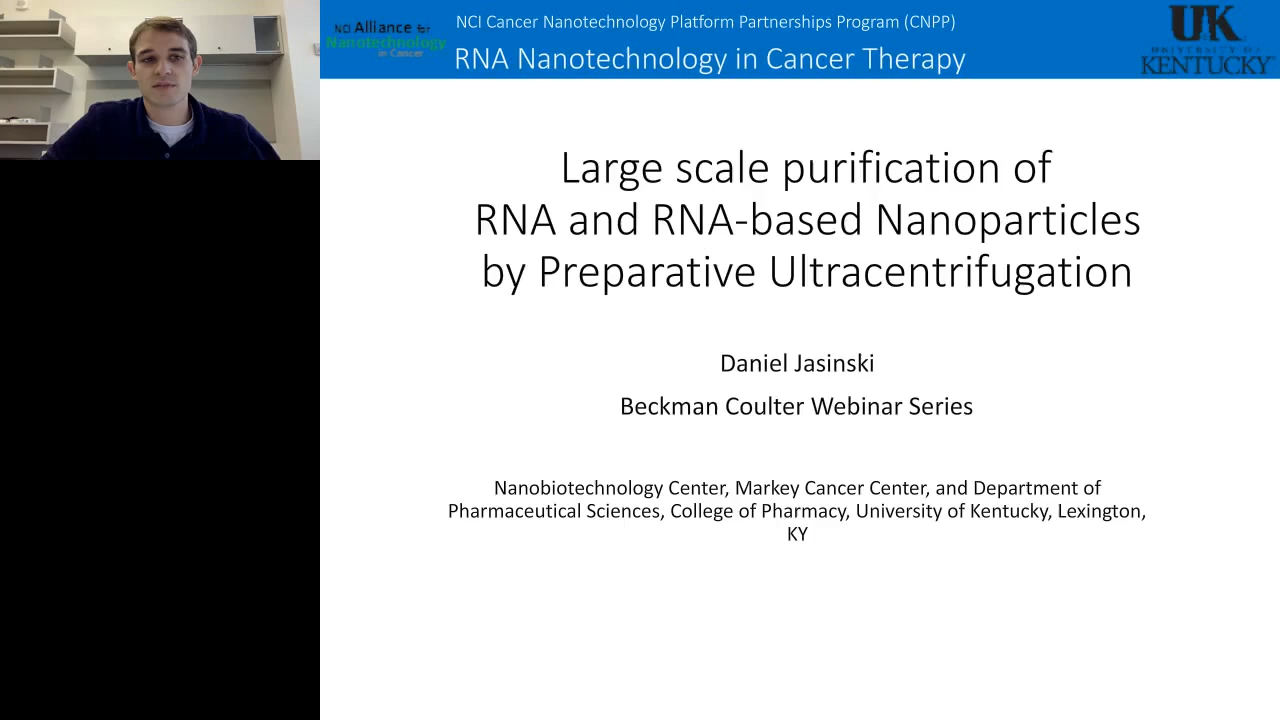 NCI Alliance for
Nanotechnology
in Cancer
NCI Cancer Nanotechnology Platform Partnerships Program (CNPP)
RNA Nanotechnology in Cancer Therapy
UK
UNIVERSITY OF
KENTUCKY
Large scale purification of
RNA and RNA-based Nanoparticles
by Preparative Ultracentrifugation
Daniel Jasinski
Beckman Coulter Webinar Series
Nanobiotechnology Center, Markey Cancer Center, and Department of
Pharmaceutical Sciences, College of Pharmacy, University of Kentucky, Lexington,
KY